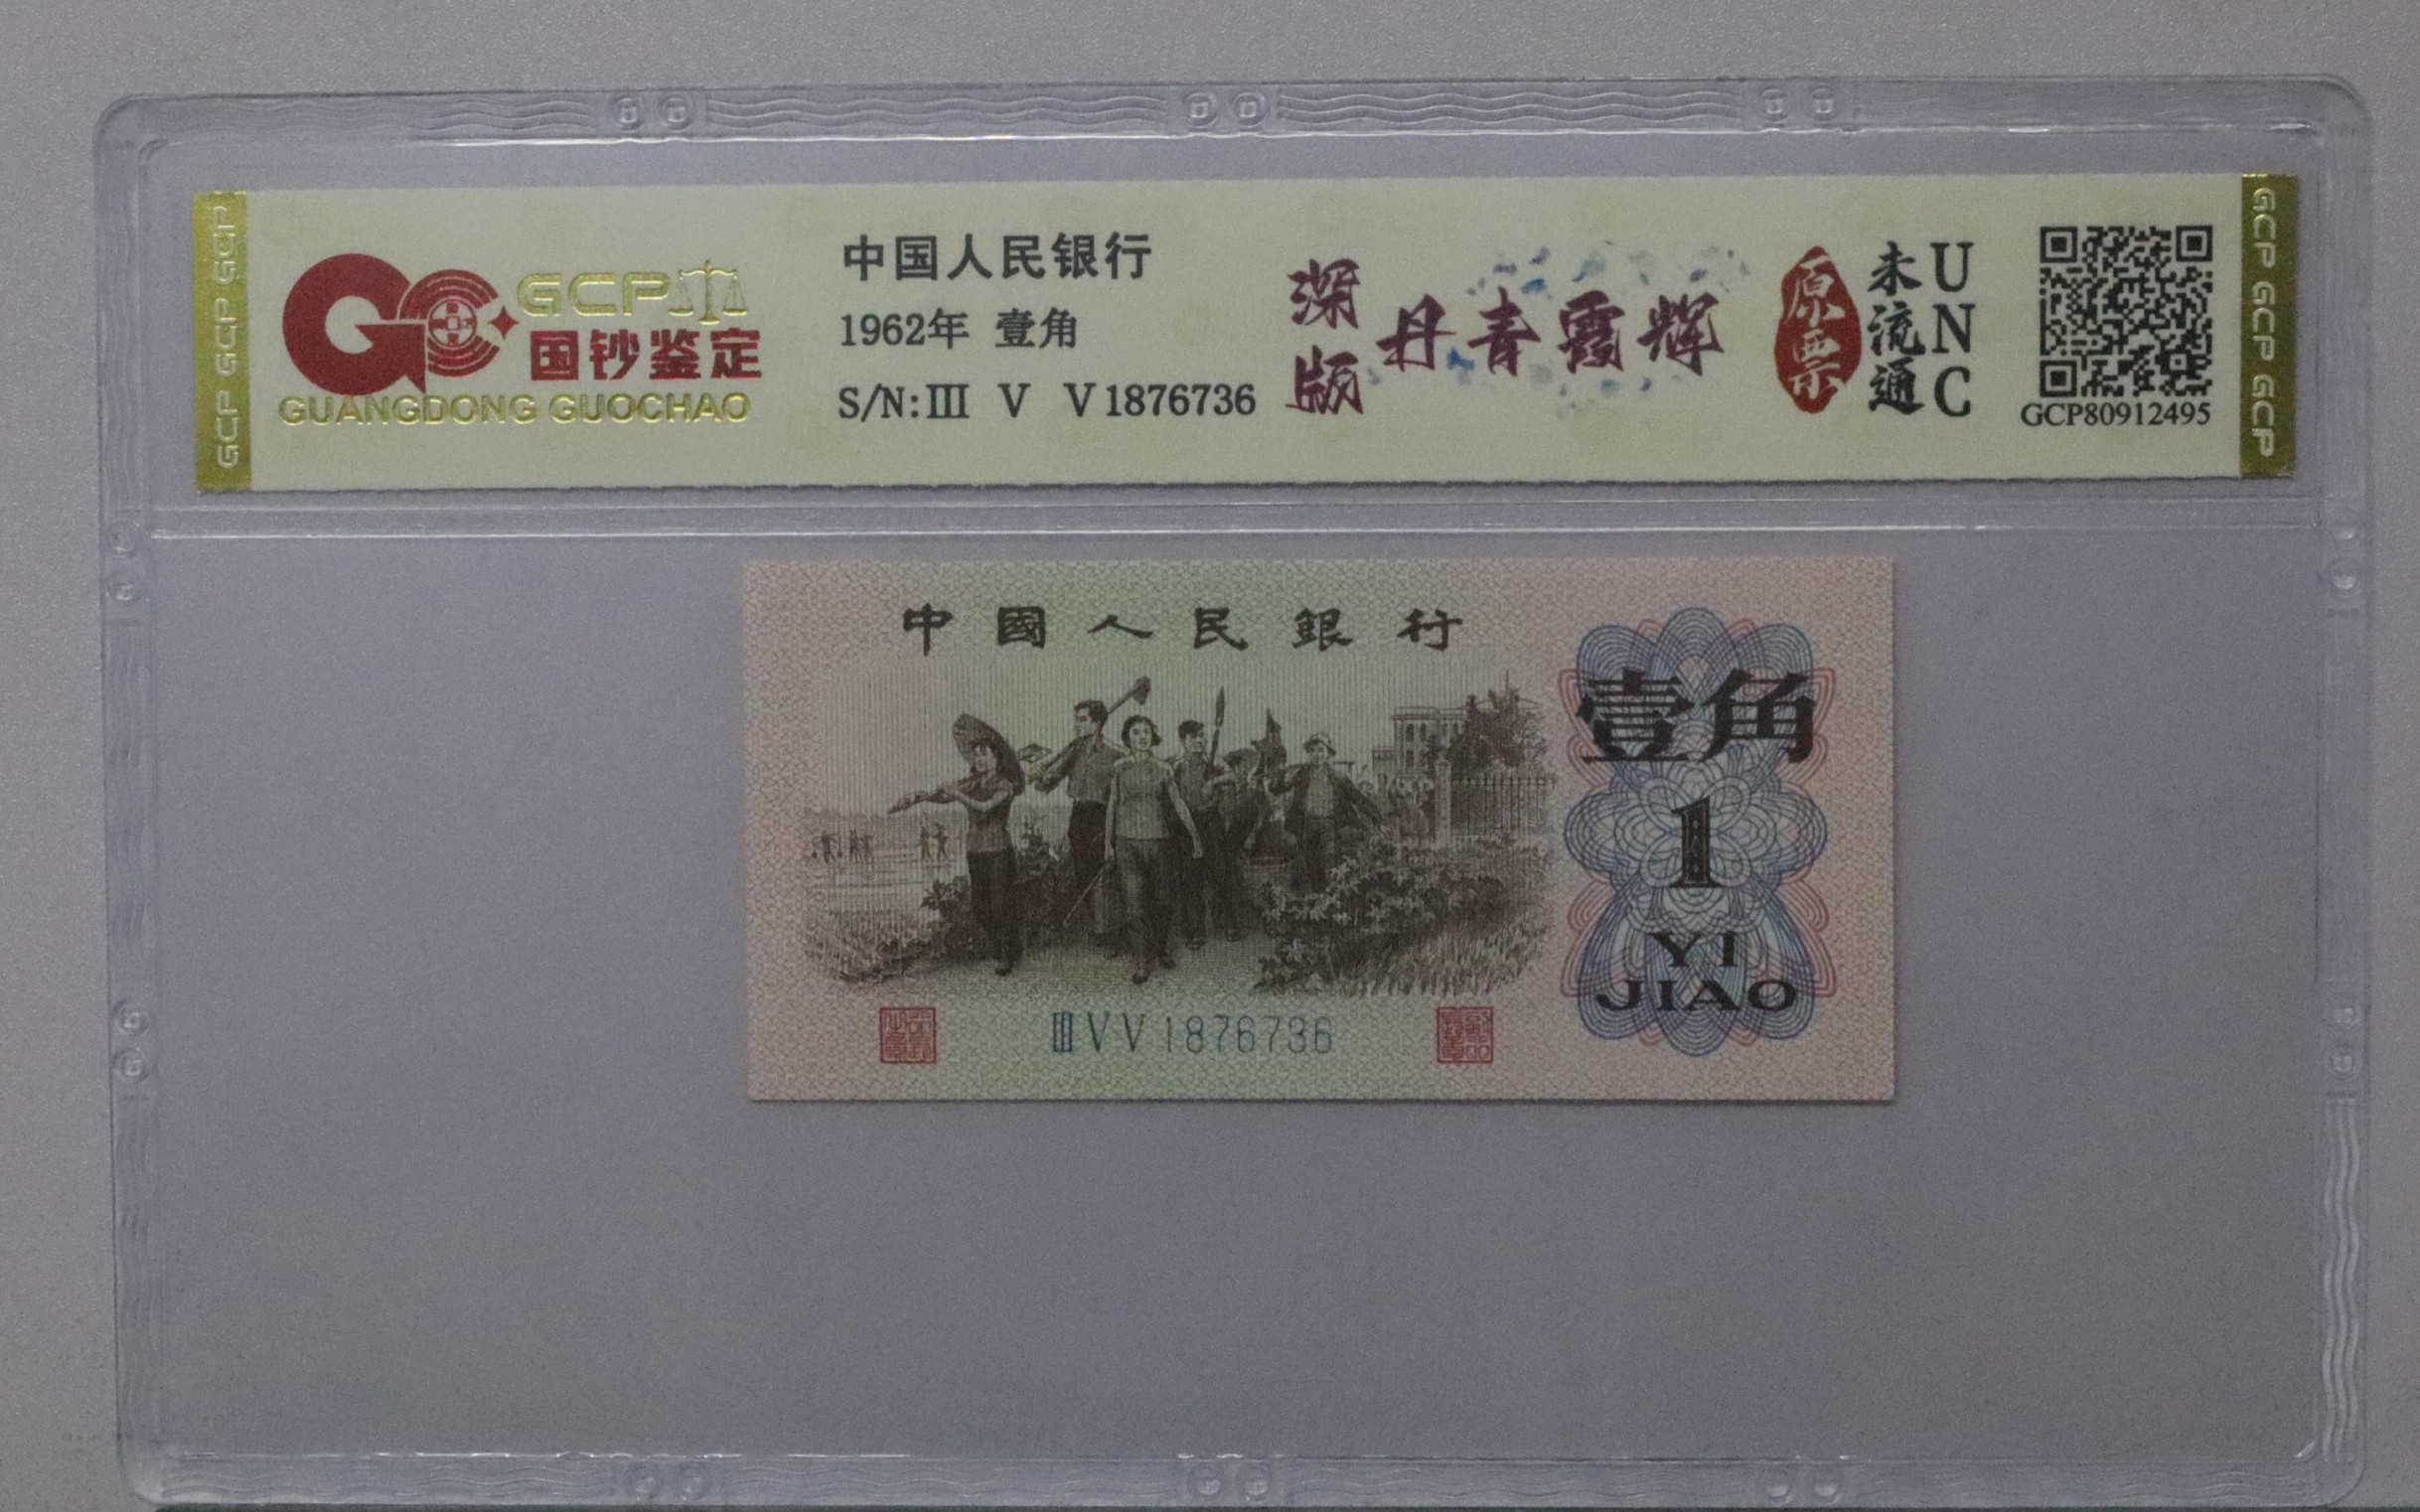 GCP GCP GCP
GCP
国钞鉴定
GUANGDONG GUOCHAO
中国人民银行
1962年 壹角
S/N:Ⅲ V V1876736
深版
丹青霞辉
原票
未流通
UNC
GCP80912495
GCP GCP GCP
中國人民銀行
壹角
1
YI
JIAO
ⅢVV1876736